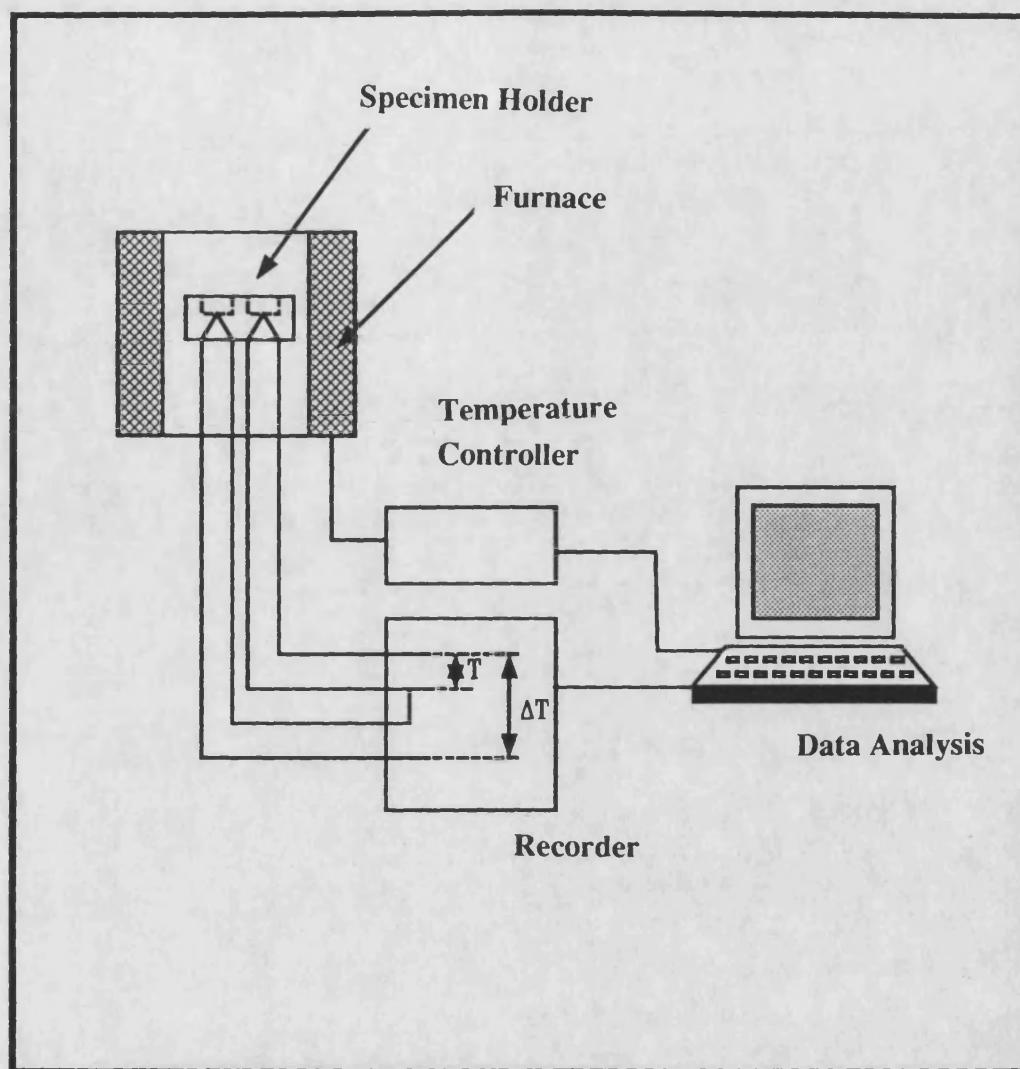 Specimen Holder
Furnace
Temperature
Controller
T
ΔT
Data Analysis
Recorder